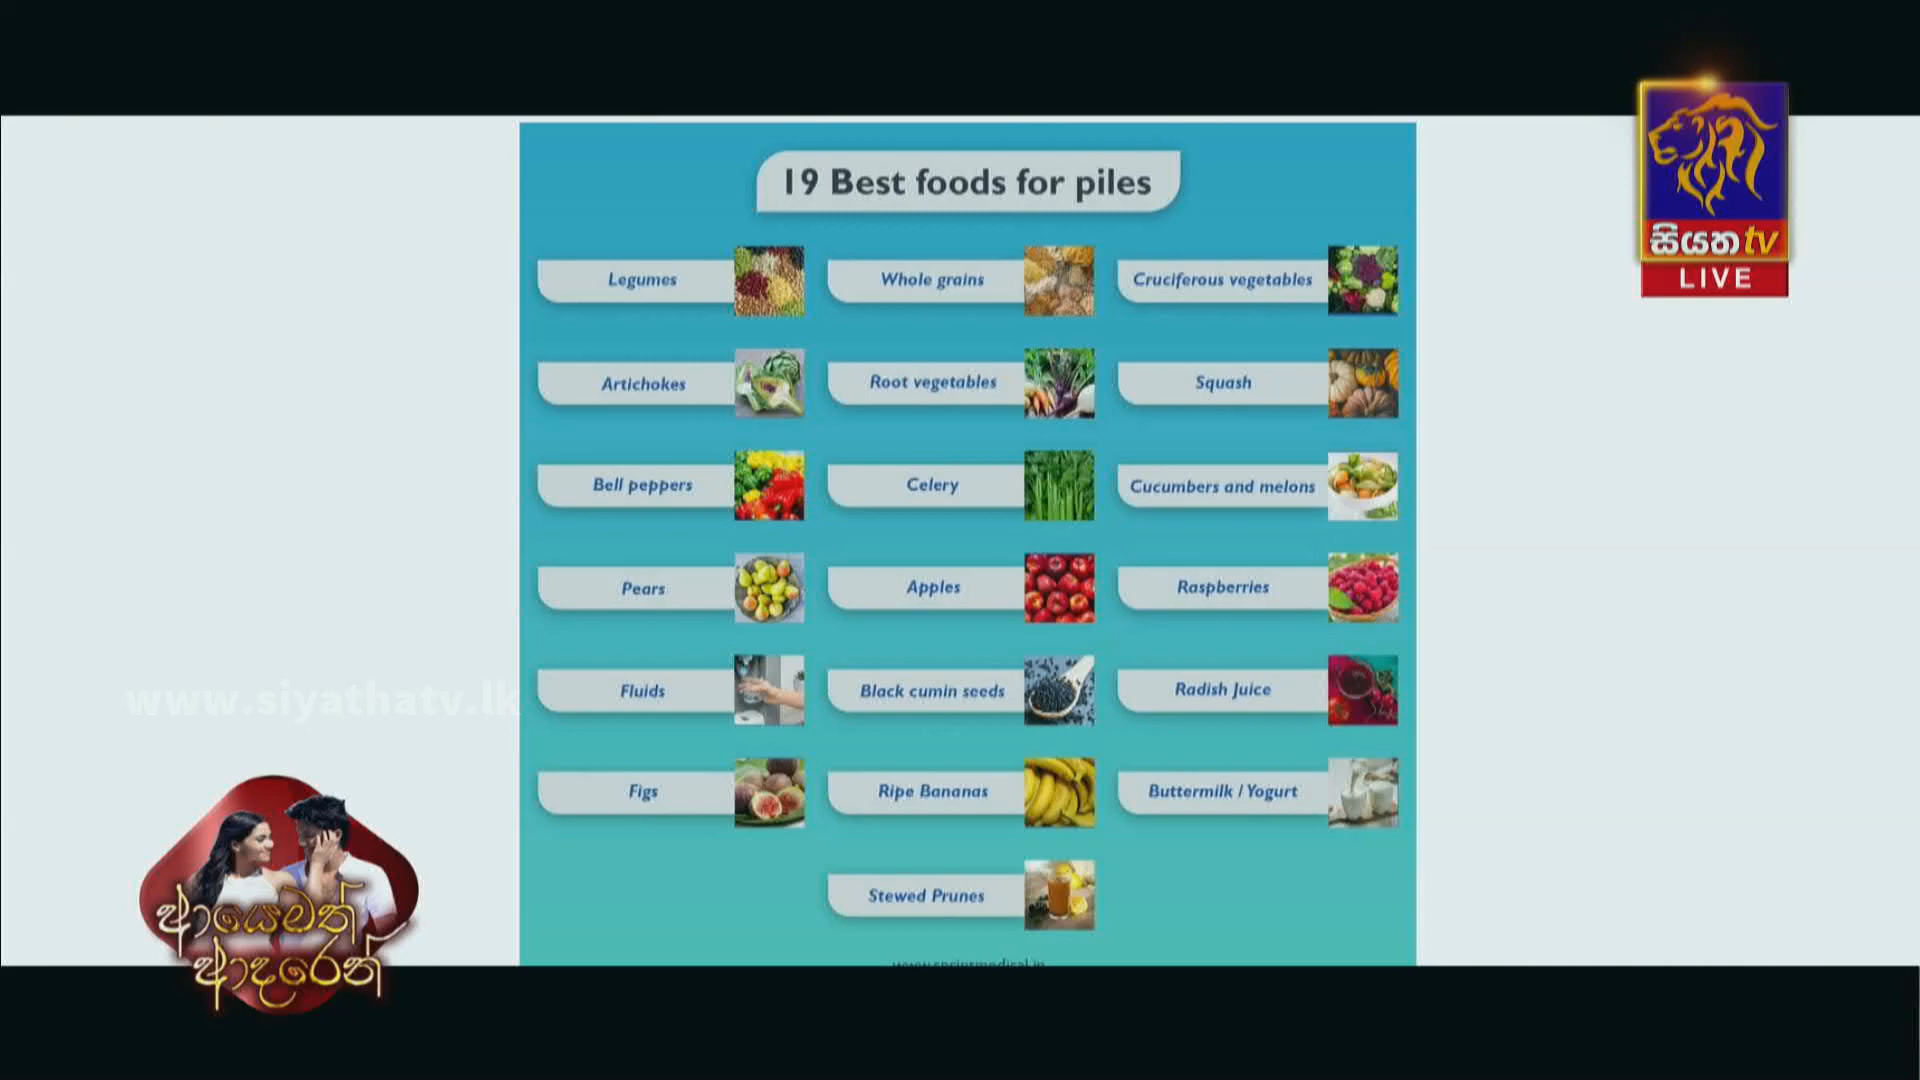 19 Best foods for piles
Legumes
Whole grains
Cruciferous vegetables
Artichokes
Root vegetables
Squash
Bell peppers
Celery
Cucumbers and melons
Pears
Apples
Raspberries
Fluids
Black cumin seeds
Radish Juice
Figs
Ripe Bananas
Buttermilk / Yogurt
Stewed Prunes
සියත tv
LIVE
www.siyathatv.lk
ආයෙමත්
ආදරෙන්